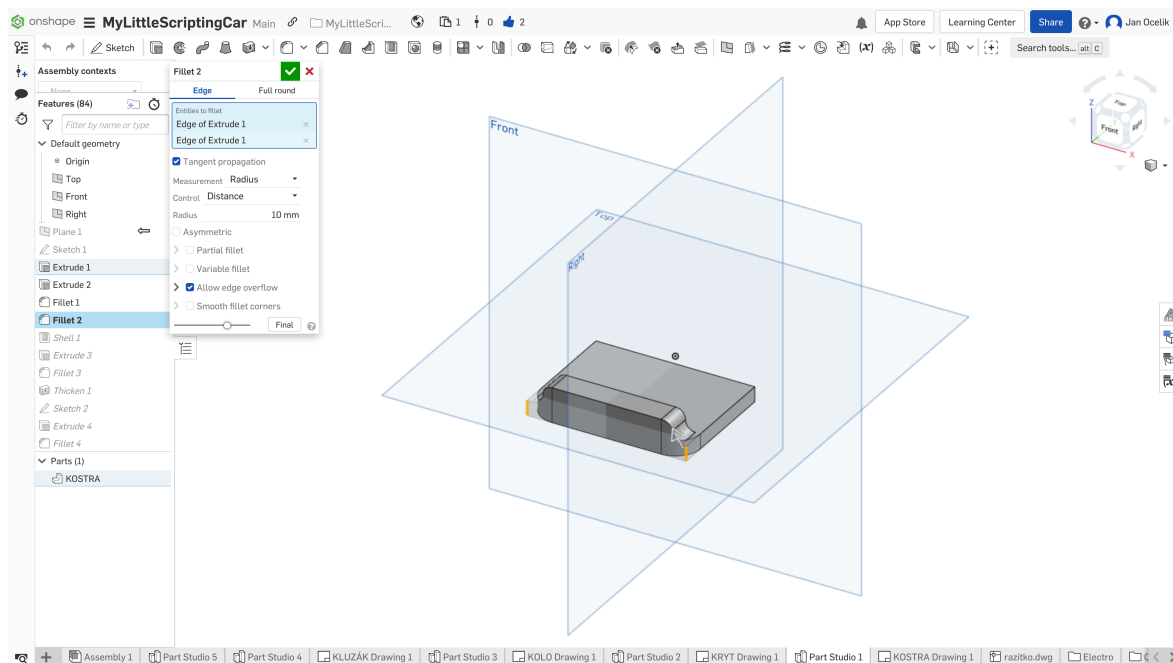 onshape MyLittleScriptingCar Main MyLittleScri... 1 0 2 App Store Learning Center Share Jan Ocelik
Sketch Search tools... alt C
Assembly contexts
None
Features (84)
Filter by name or type
Default geometry
Origin
Top
Front
Right
Plane 1
Sketch 1
Extrude 1
Extrude 2
Fillet 1
Fillet 2
Shell 1
Extrude 3
Fillet 3
Thicken 1
Sketch 2
Extrude 4
Fillet 4
Parts (1)
KOSTRA
Fillet 2
Edge Full round
Entities to fillet
Edge of Extrude 1
Edge of Extrude 1
Tangent propagation
Measurement Radius
Control Distance
Radius 10 mm
Asymmetric
Partial fillet
Variable fillet
Allow edge overflow
Smooth fillet corners
Final
Front
Top
Right
Z
Top
Front
Right
X
Assembly 1 Part Studio 5 Part Studio 4 KLUZÁK Drawing 1 Part Studio 3 KOLO Drawing 1 Part Studio 2 KRYT Drawing 1 Part Studio 1 KOSTRA Drawing 1 razitko.dwg Electro